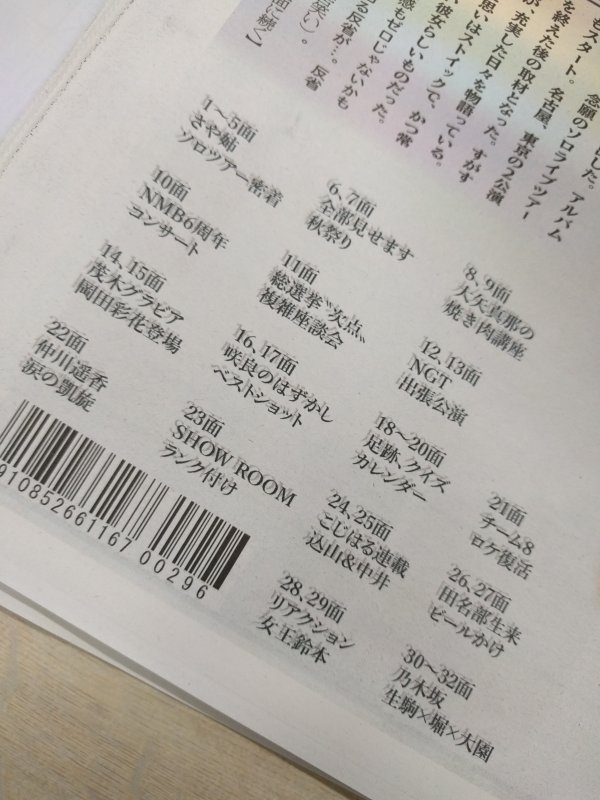 念願のソロライブツアー
を終えた後の取材となった。すがす
が、充実した日々を物語っている。
思いはストイックで、かつ常
彼女らしいものだった。
感もゼロじゃないかも
る反省が…。反省
1～5面
さや姉
ソロツアー密着
6、7面
全部見せます
秋祭り
8、9面
大矢真那の
焼き肉講座
10面
NMB6周年
コンサート
11面
総選挙〝次点〟
複雑座談会
12、13面
NGT
出張公演
14、15面
茂木グラビア
岡田彩花登場
16、17面
咲良のはずかし
ベストショット
18～20面
足跡、クイズ
カレンダー
21面
チーム8
ロケ復活
22面
仲川遥香
涙の凱旋
23面
SHOW ROOM
ランク付け
24、25面
こじはる連載
込山&中井
26、27面
田名部生来
ビールかけ
28、29面
リアクション
女王鈴本
30～32面
乃木坂
生駒×堀×大園
910852661167
00296